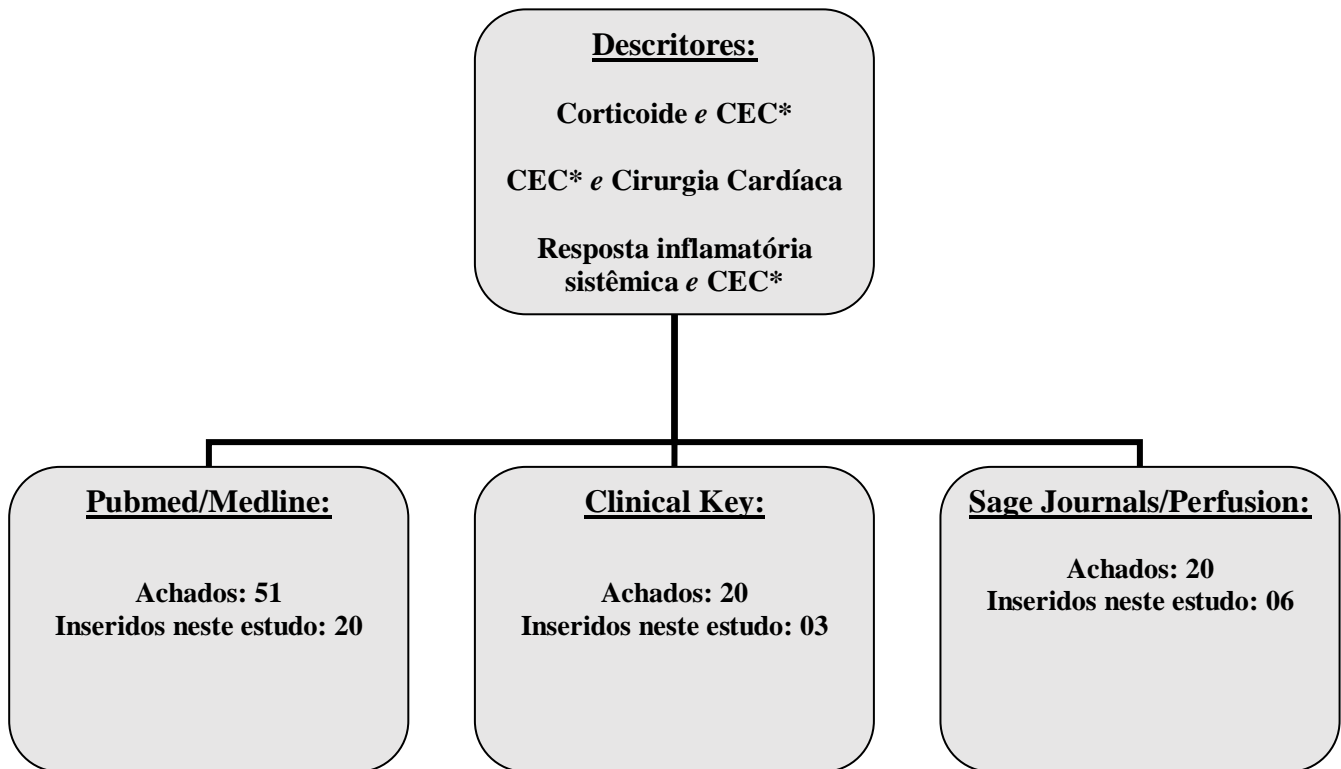 Descritores:
Corticoide e CEC*
CEC* e Cirurgia Cardíaca
Resposta inflamatória
sistêmica e CEC*
Pubmed/Medline:
Achados: 51
Inseridos neste estudo: 20
Clinical Key:
Achados: 20
Inseridos neste estudo: 03
Sage Journals/Perfusion:
Achados: 20
Inseridos neste estudo: 06